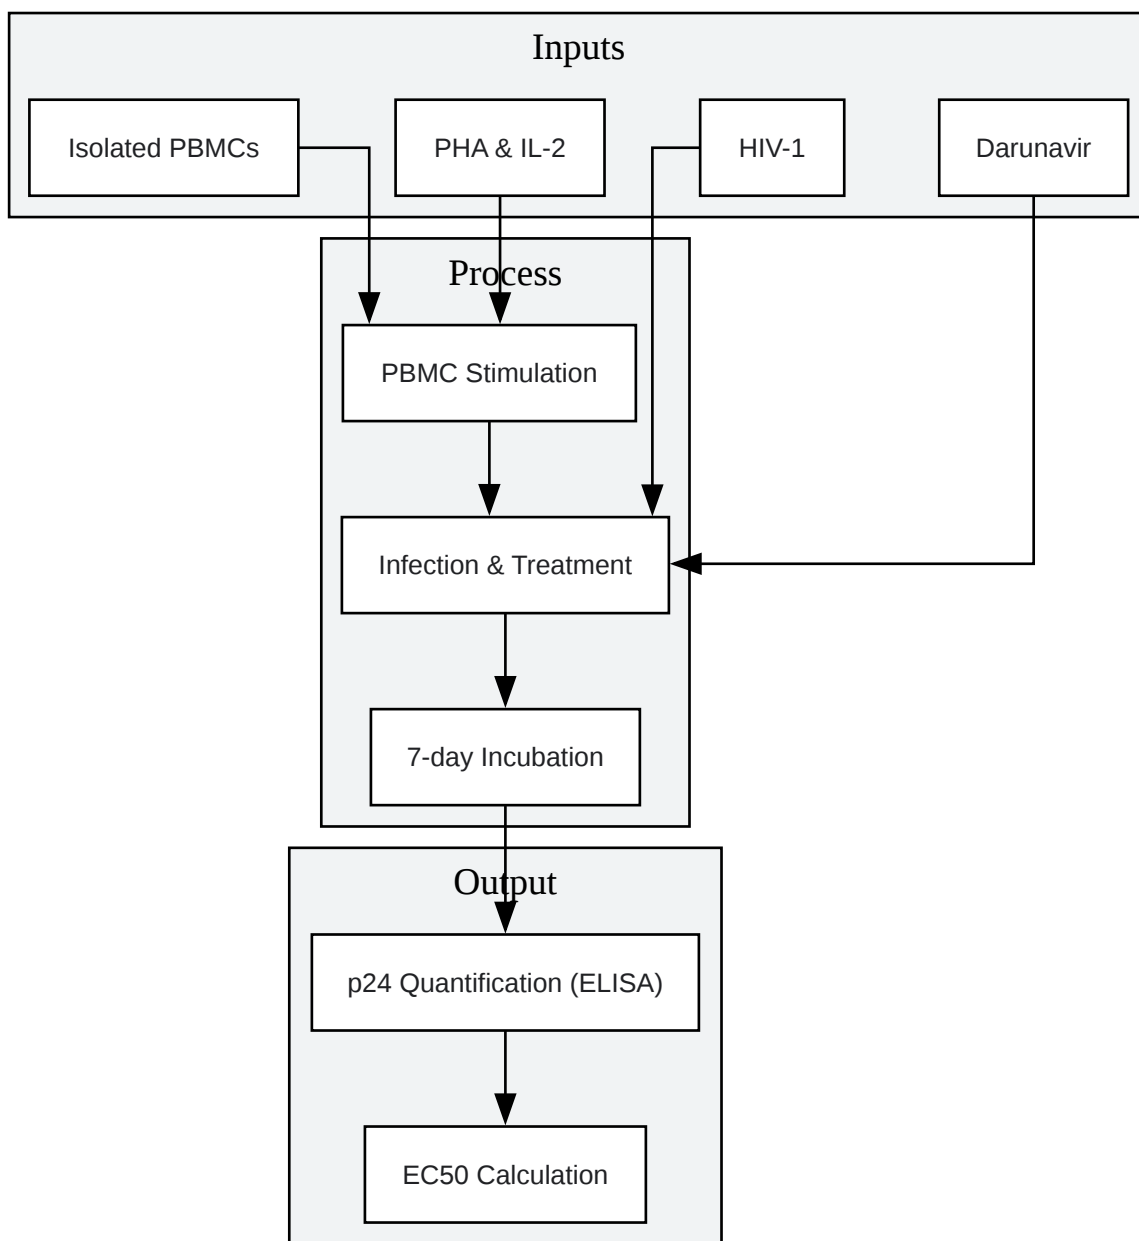 Inputs
Isolated PBMCs
PHA & IL-2
HIV-1
Darunavir
Process
PBMC Stimulation
Infection & Treatment
7-day Incubation
Output
p24 Quantification (ELISA)
EC50 Calculation